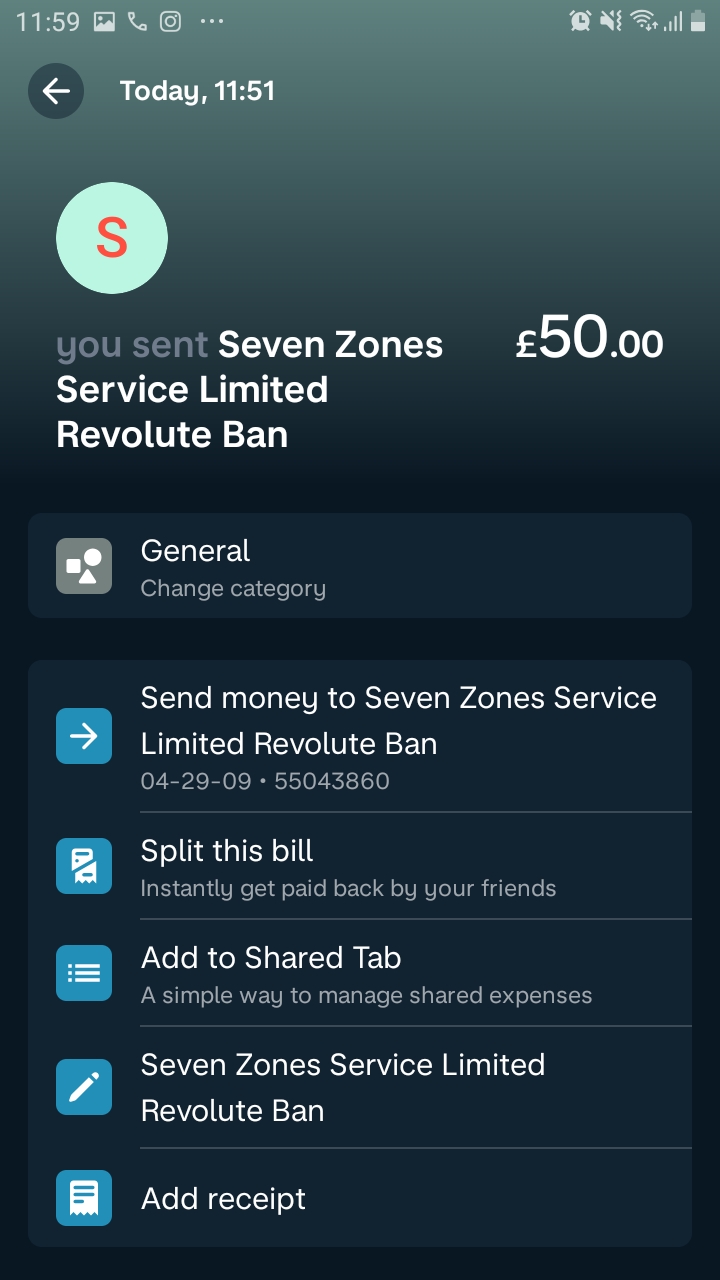 11:59
Today, 11:51
S
you sent Seven Zones £50.00
Service Limited
Revolute Ban
General
Change category
Send money to Seven Zones Service
Limited Revolute Ban
04-29-09 • 55043860
Split this bill
Instantly get paid back by your friends
Add to Shared Tab
A simple way to manage shared expenses
Seven Zones Service Limited
Revolute Ban
Add receipt